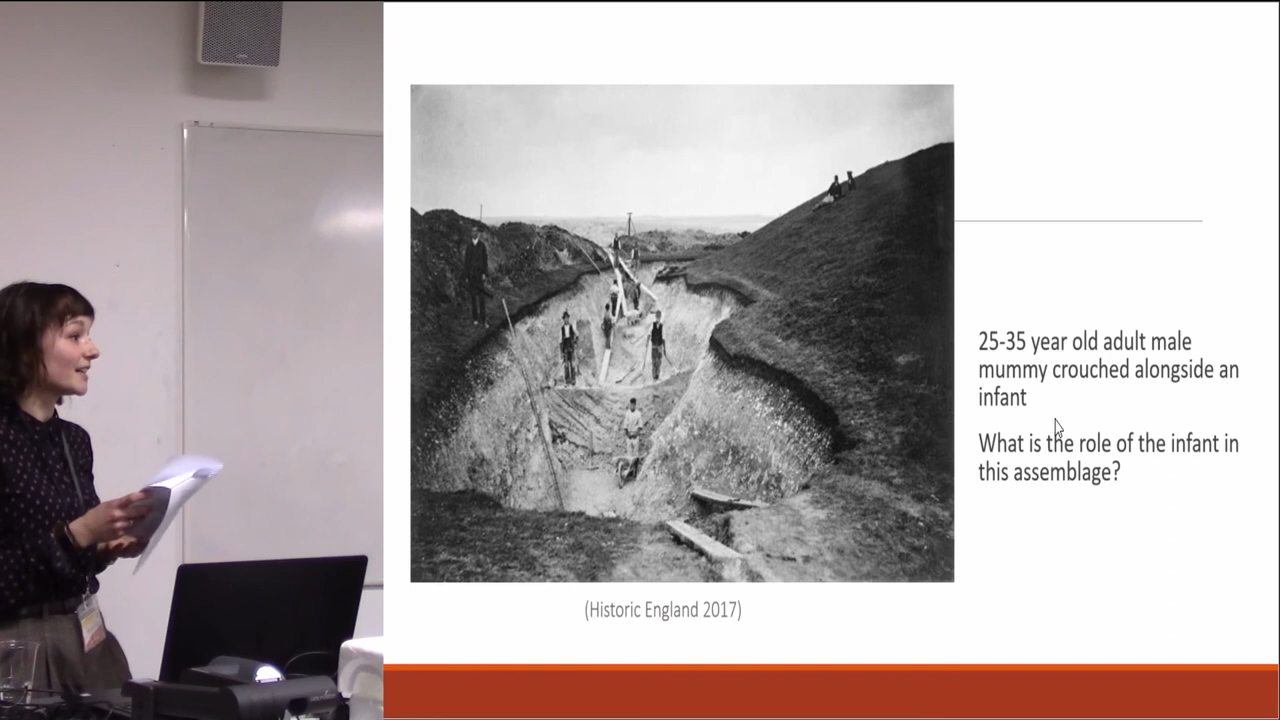 25-35 year old adult male
mummy crouched alongside an
infant
What is the role of the infant in
this assemblage?
(Historic England 2017)